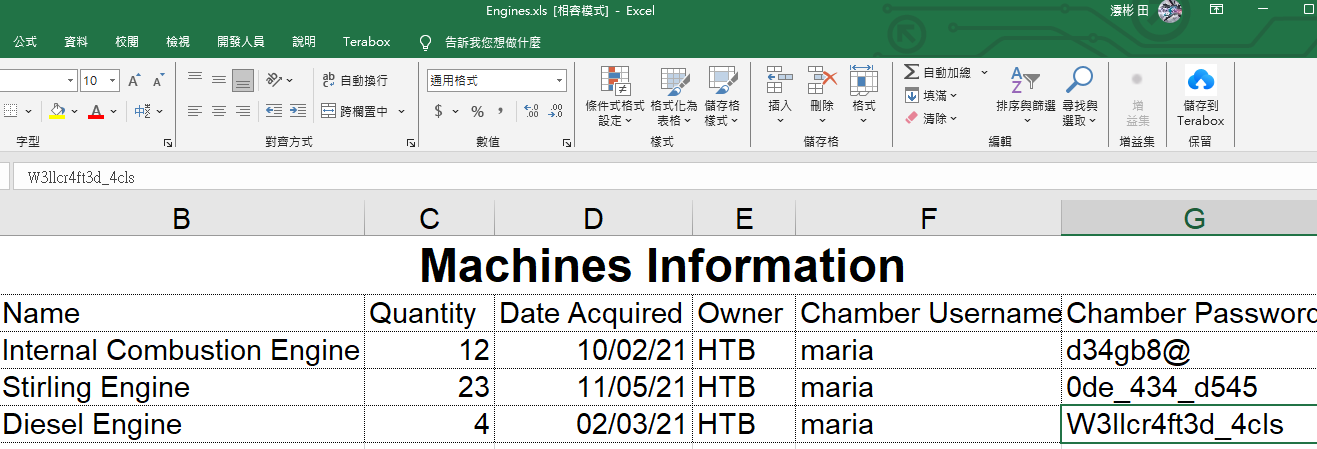 Engines.xls [相容模式] - Excel
濅彬 田
公式 資料 校閱 檢視 開發人員 說明 Terabox 告訴我您想做什麼
10 A A ab 自動換行 通用格式 條件式格式設定 格式化為表格 儲存格樣式 插入 刪除 格式 自動加總 填滿 清除 排序與篩選 尋找與選取 增益集 儲存到 Terabox
A 中 跨欄置中 $ % , .00 .0
字型 對齊方式 數值 樣式 儲存格 編輯 增益集 保留
W3llcr4ft3d_4cls
B C D E F G
Machines Information
Name Quantity Date Acquired Owner Chamber Username Chamber Password
Internal Combustion Engine 12 10/02/21 HTB maria d34gb8@
Stirling Engine 23 11/05/21 HTB maria 0de_434_d545
Diesel Engine 4 02/03/21 HTB maria W3llcr4ft3d_4cls